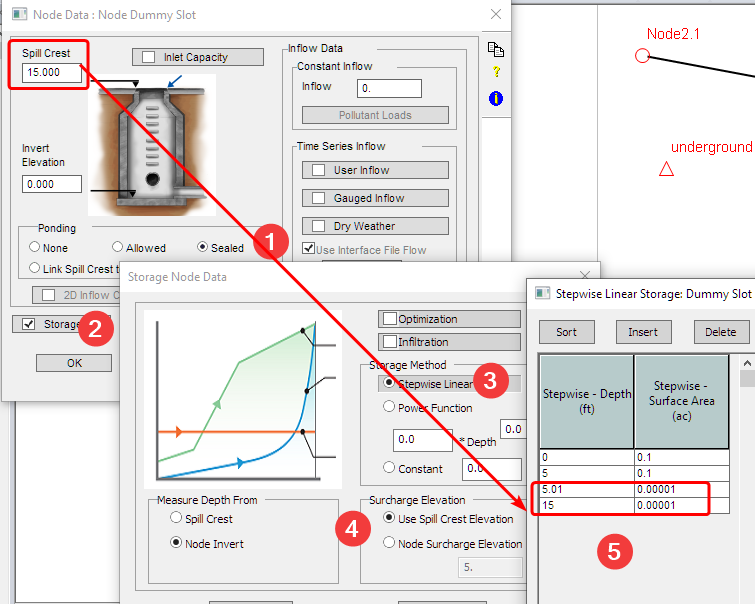 Node Data : Node Dummy Slot
Spill Crest
15.000
Inlet Capacity
Inflow Data
Constant Inflow
Inflow
0.
Pollutant Loads
Invert
Elevation
0.000
Time Series Inflow
User Inflow
Gauged Inflow
Dry Weather
Use Interface File Flow
Ponding
None
Allowed
Sealed
1
Link Spill Crest t
2D Inflow C
Storage
2
OK
Node2.1
underground
Storage Node Data
Optimization
Infiltration
Storage Method
Stepwise Linear
3
Power Function
0.0
* Depth
0.0
Constant
0.0
Measure Depth From
Spill Crest
Node Invert
4
Surcharge Elevation
Use Spill Crest Elevation
Node Surcharge Elevation
5.
Stepwise Linear Storage: Dummy Slot
Sort
Insert
Delete
Stepwise - Depth
(ft)
Stepwise -
Surface Area
(ac)
0 0.1
5 0.1
5.01 0.00001
15 0.00001
5